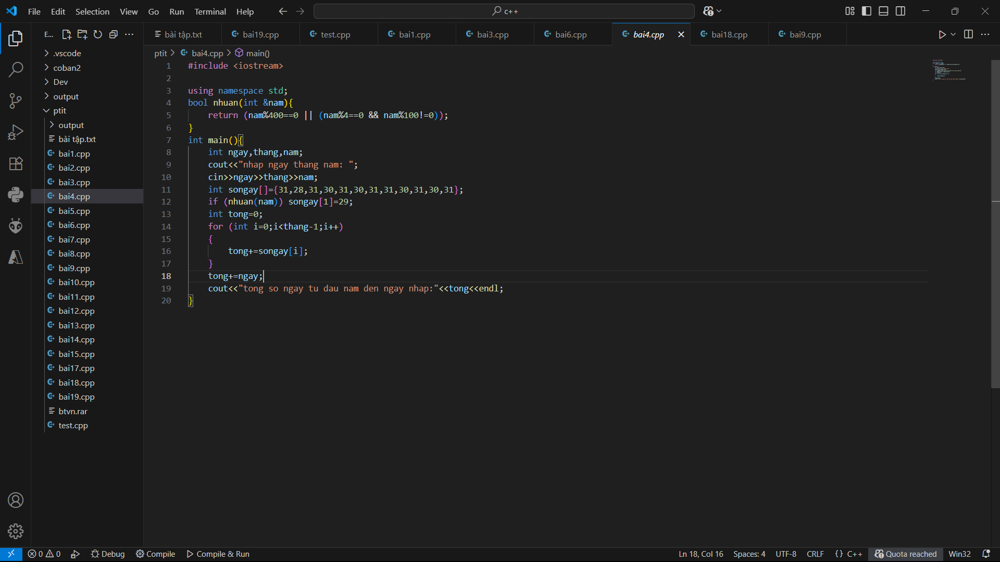 File Edit Selection View Go Run Terminal Help
c++
E...
bài tập.txt bai19.cpp test.cpp bai1.cpp bai3.cpp bai6.cpp bai4.cpp bai18.cpp bai9.cpp
ptit > bai4.cpp > main()
.vscode
coban2
Dev
output
ptit
output
bài tập.txt
bai1.cpp
bai2.cpp
bai3.cpp
bai4.cpp
bai5.cpp
bai6.cpp
bai7.cpp
bai8.cpp
bai9.cpp
bai10.cpp
bai11.cpp
bai12.cpp
bai13.cpp
bai14.cpp
bai15.cpp
bai17.cpp
bai18.cpp
bai19.cpp
btvn.rar
test.cpp
1 #include <iostream>
2
3 using namespace std;
4 bool nhuan(int &nam){
5 return (nam%400==0 || (nam%4==0 && nam%100!=0));
6 }
7 int main(){
8 int ngay,thang,nam;
9 cout<<"nhap ngay thang nam: ";
10 cin>>ngay>>thang>>nam;
11 int songay[]={31,28,31,30,31,30,31,31,30,31,30,31};
12 if (nhuan(nam)) songay[1]=29;
13 int tong=0;
14 for (int i=0;i<thang-1;i++)
15 {
16 tong+=songay[i];
17 }
18 tong+=ngay;
19 cout<<"tong so ngay tu dau nam den ngay nhap:"<<tong<<endl;
20 }
0 0 Debug Compile Compile & Run Ln 18, Col 16 Spaces: 4 UTF-8 CRLF {} C++ Quota reached Win32